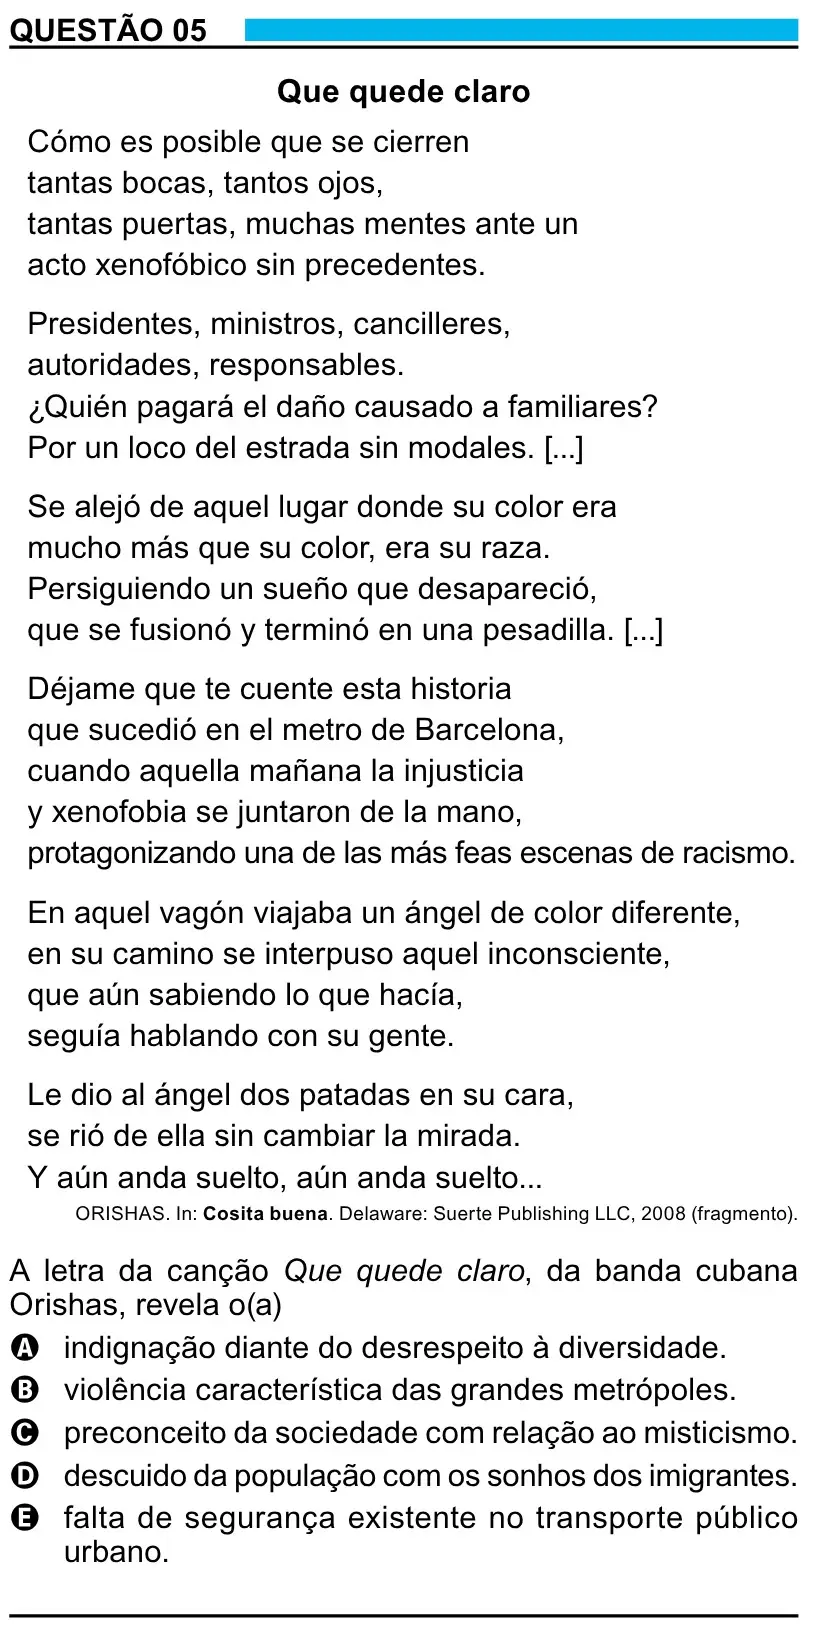 QUESTÃO 05
Que quede claro
Cómo es posible que se cierren
tantas bocas, tantos ojos,
tantas puertas, muchas mentes ante un
acto xenofóbico sin precedentes.
Presidentes, ministros, cancilleres,
autoridades, responsables.
¿Quién pagará el daño causado a familiares?
Por un loco del estrada sin modales. [...]
Se alejó de aquel lugar donde su color era
mucho más que su color, era su raza.
Persiguiendo un sueño que desapareció,
que se fusionó y terminó en una pesadilla. [...]
Déjame que te cuente esta historia
que sucedió en el metro de Barcelona,
cuando aquella mañana la injusticia
y xenofobia se juntaron de la mano,
protagonizando una de las más feas escenas de racismo.
En aquel vagón viajaba un ángel de color diferente,
en su camino se interpuso aquel inconsciente,
que aún sabiendo lo que hacía,
seguía hablando con su gente.
Le dio al ángel dos patadas en su cara,
se rió de ella sin cambiar la mirada.
Y aún anda suelto, aún anda suelto...
ORISHAS. In: Cosita buena. Delaware: Suerte Publishing LLC, 2008 (fragmento).
A letra da canção Que quede claro, da banda cubana
Orishas, revela o(a)
A indignação diante do desrespeito à diversidade.
B violência característica das grandes metrópoles.
C preconceito da sociedade com relação ao misticismo.
D descuido da população com os sonhos dos imigrantes.
E falta de segurança existente no transporte público
urbano.